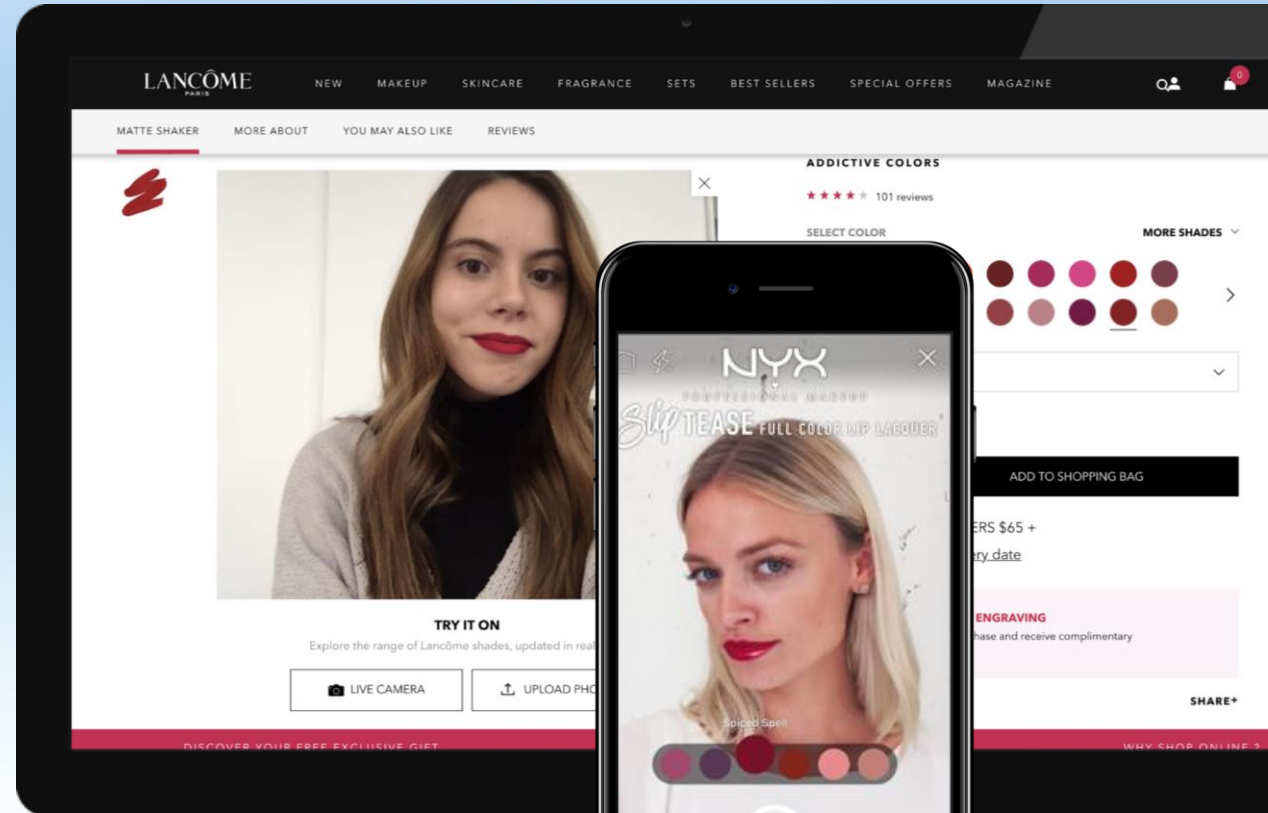 LANCÔME
PARIS
NEW MAKEUP SKINCARE FRAGRANCE SETS BEST SELLERS SPECIAL OFFERS MAGAZINE
0
MATTE SHAKER MORE ABOUT YOU MAY ALSO LIKE REVIEWS
ADDICTIVE COLORS
101 reviews
SELECT COLOR
MORE SHADES
NYX
PROFESSIONAL MAKEUP
Slip TEASE FULL COLOR LIP LACQUER
ADD TO SHOPPING BAG
ERS $65 +
ery date
ENGRAVING
hase and receive complimentary
TRY IT ON
Explore the range of Lancôme shades, updated in real
LIVE CAMERA
UPLOAD PHO
SHARE+
Spiced Spell
DISCOVER YOUR FREE EXCLUSIVE GIFT
WHY SHOP ONLINE ?